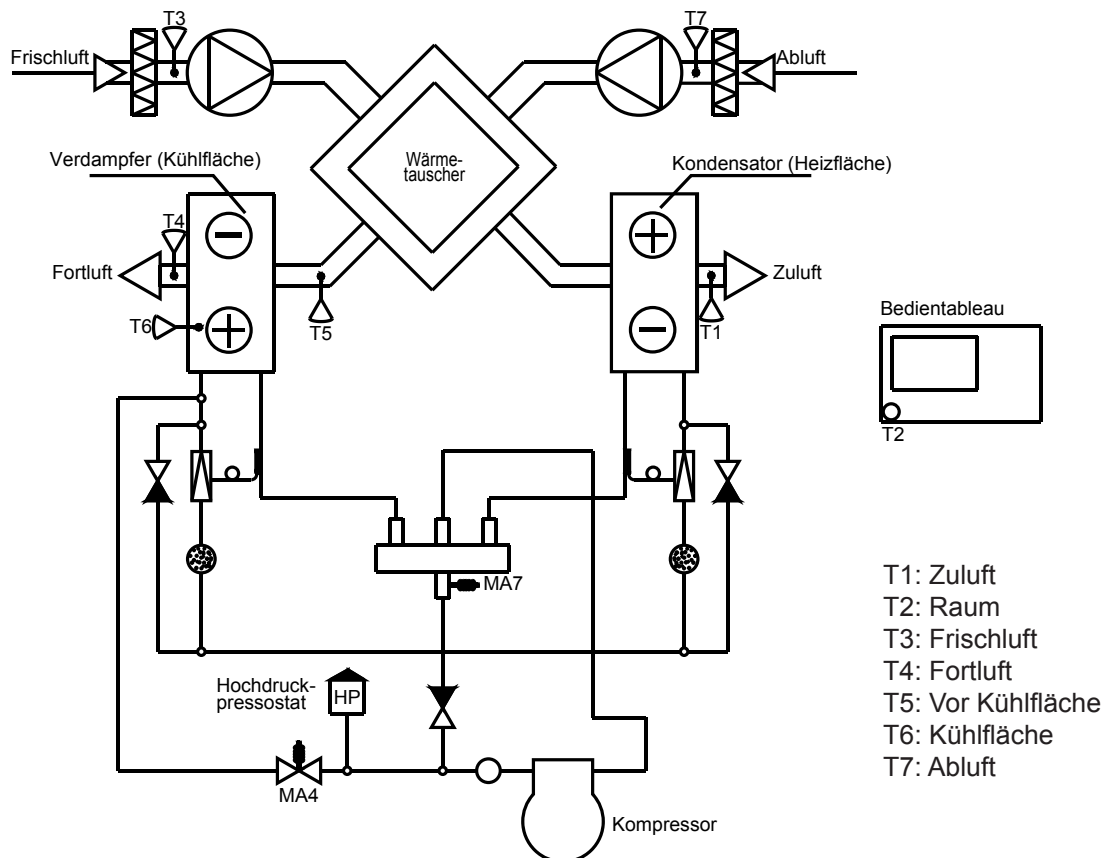 T3
T7
Frischluft
Abluft
Verdampfer (Kühlfläche)
Wärme-
tauscher
Kondensator (Heizfläche)
T4
Fortluft
Zuluft
T6
T5
T1
Bedientableau
T2
MA7
Hochdruck-
pressostat
HP
MA4
Kompressor
T1: Zuluft
T2: Raum
T3: Frischluft
T4: Fortluft
T5: Vor Kühlfläche
T6: Kühlfläche
T7: Abluft